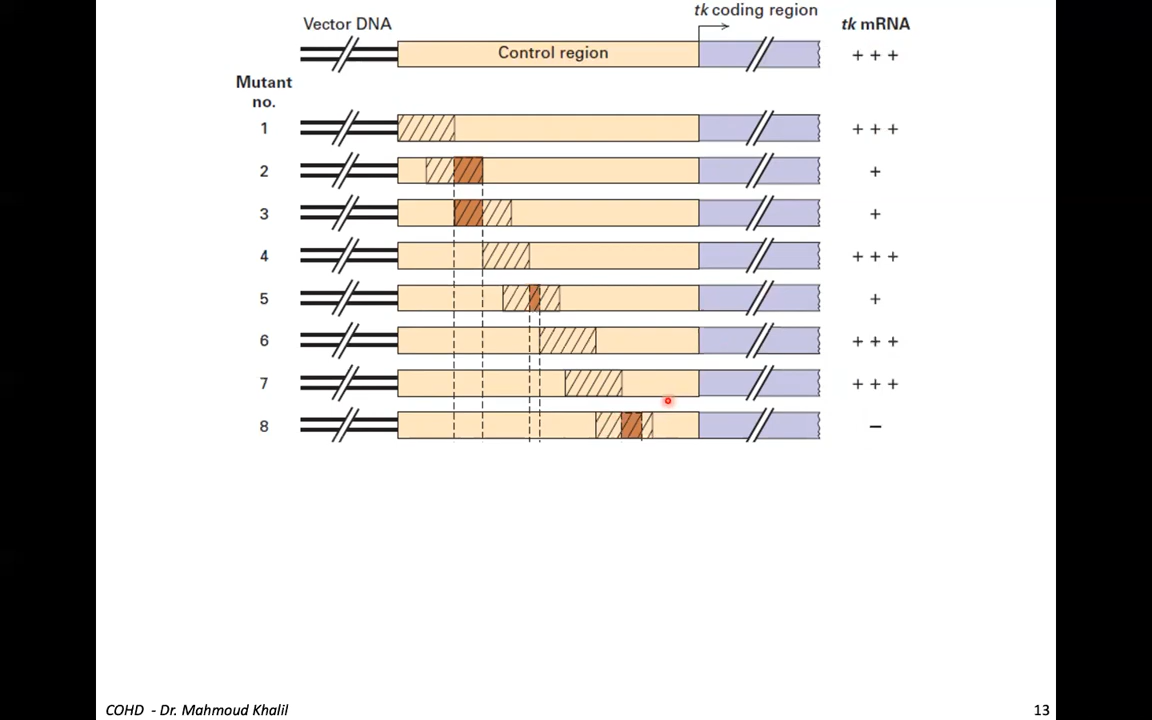 tk coding region
Vector DNA
tk mRNA
Control region
+ + +
Mutant
no.
1 + + +
2 +
3 +
4 + + +
5 +
6 + + +
7 + + +
8 –
COHD - Dr. Mahmoud Khalil
13